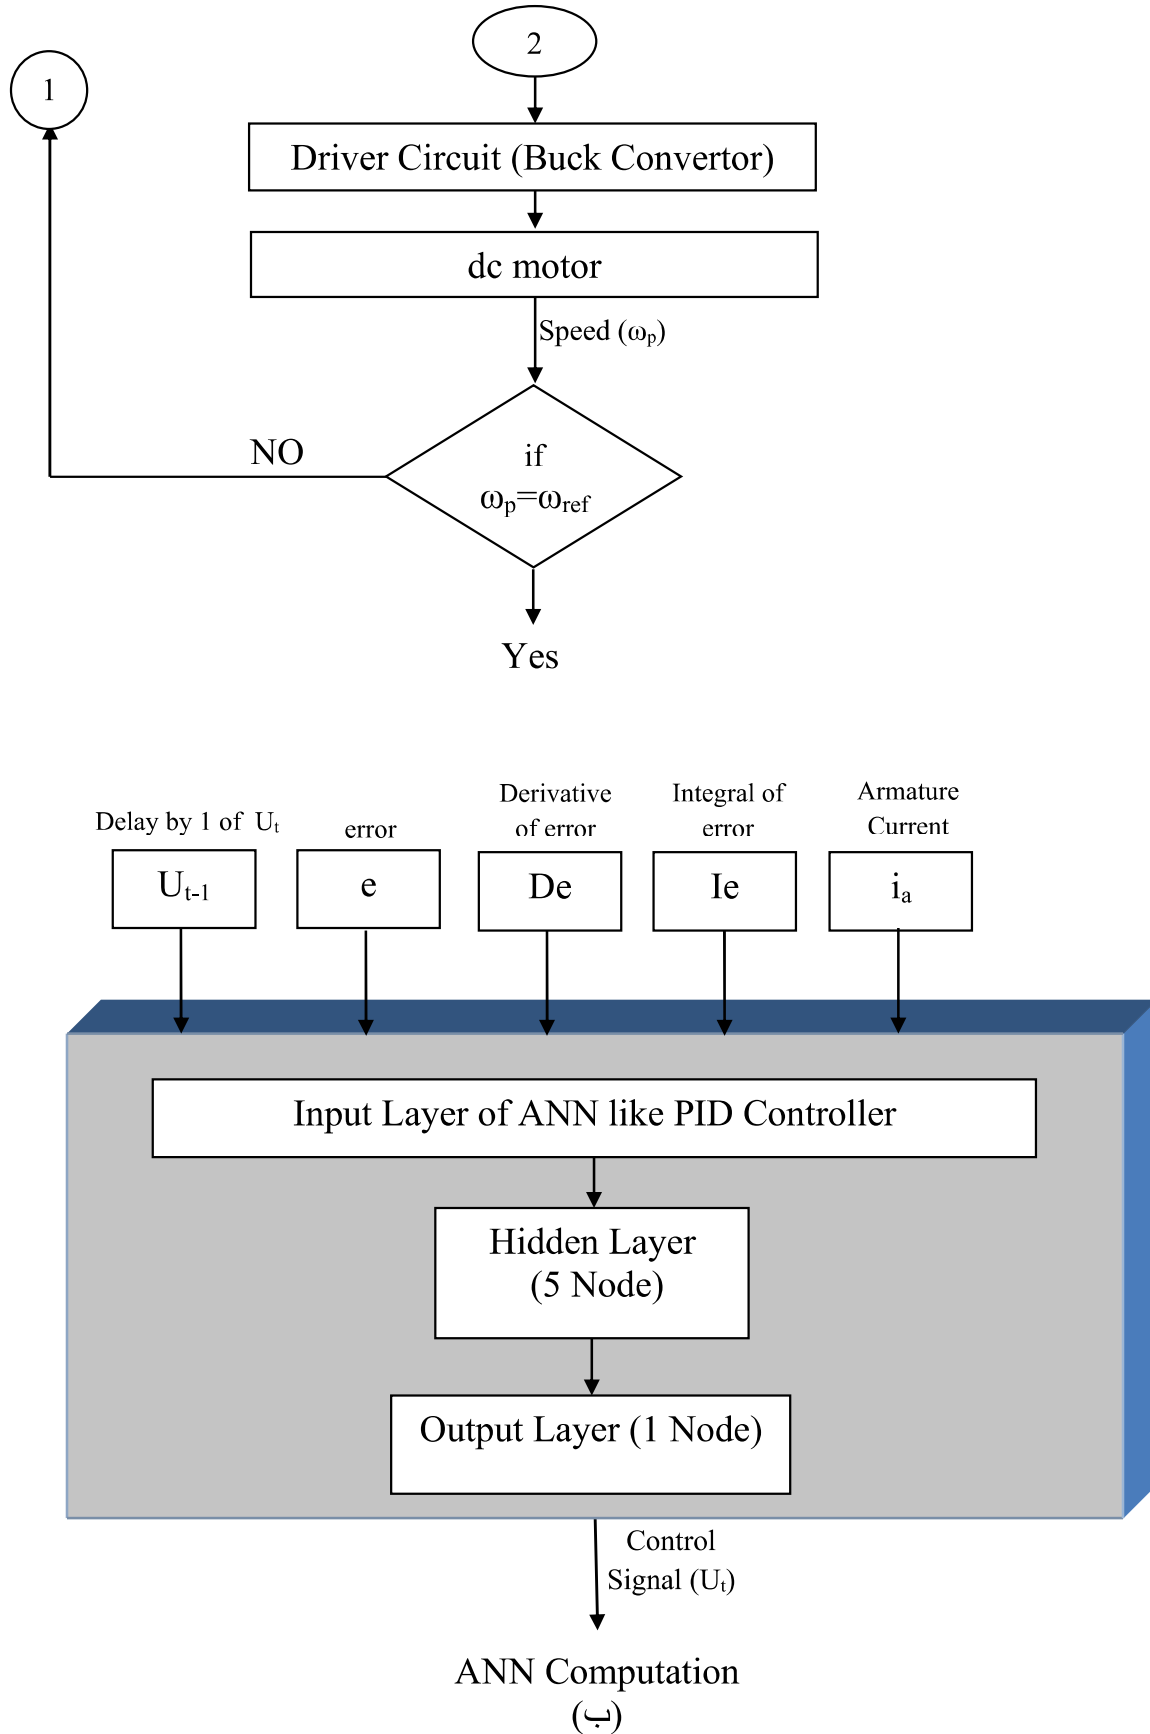 2
1
Driver Circuit (Buck Convertor)
dc motor
Speed (ωp)
NO
if
ωp=ωref
Yes
Delay by 1 of Ut
error
Derivative
of error
Integral of
error
Armature
Current
Ut-1
e
De
Ie
ia
Input Layer of ANN like PID Controller
Hidden Layer
(5 Node)
Output Layer (1 Node)
Control
Signal (Ut)
ANN Computation
(ب)